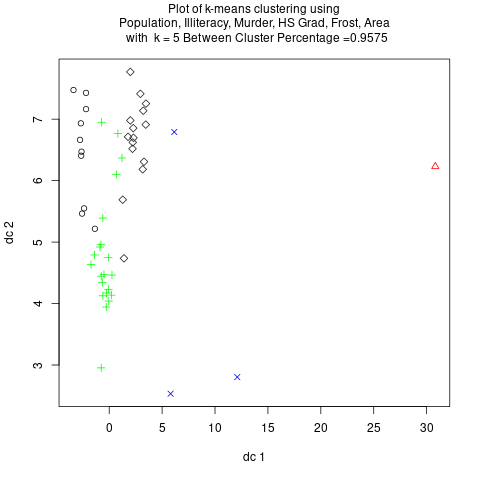 Plot of k-means clustering using
Population, Illiteracy, Murder, HS Grad, Frost, Area
with k = 5 Between Cluster Percentage =0.9575
7
6
5
4
3
dc 2
0 5 10 15 20 25 30
dc 1